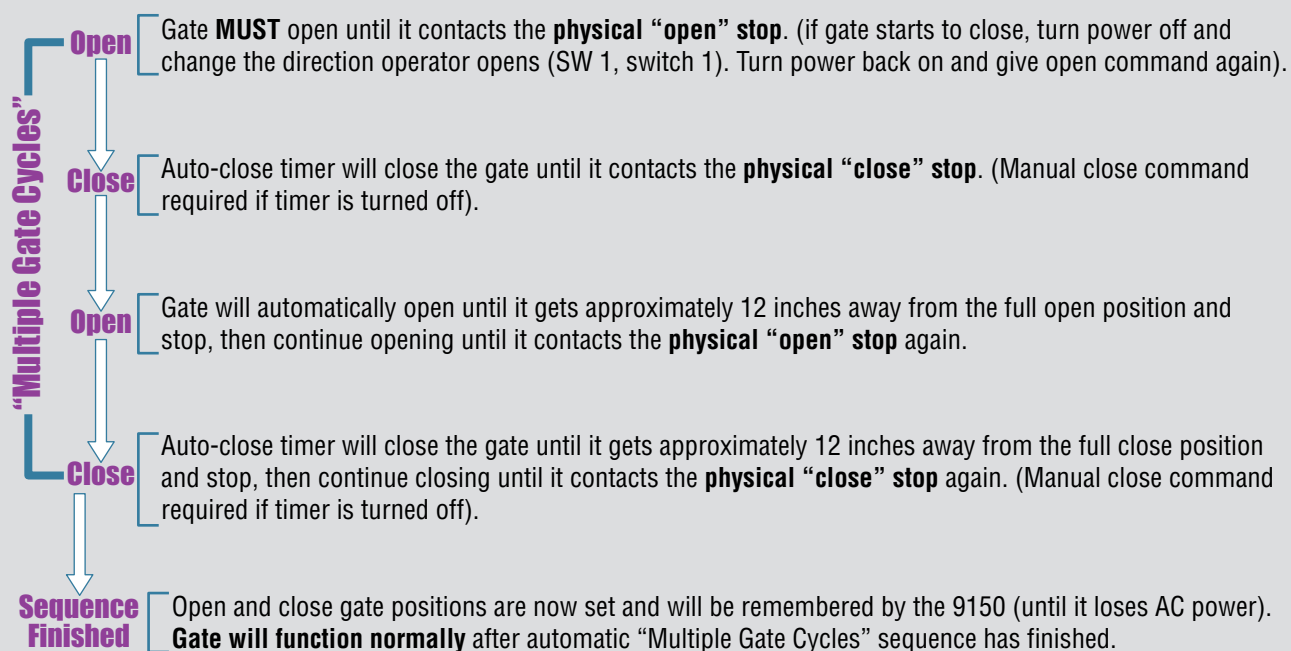 “Multiple Gate Cycles”
Open
Gate MUST open until it contacts the physical “open” stop. (if gate starts to close, turn power off and
change the direction operator opens (SW 1, switch 1). Turn power back on and give open command again).
Close
Auto-close timer will close the gate until it contacts the physical “close” stop. (Manual close command
required if timer is turned off).
Open
Gate will automatically open until it gets approximately 12 inches away from the full open position and
stop, then continue opening until it contacts the physical “open” stop again.
Close
Auto-close timer will close the gate until it gets approximately 12 inches away from the full close position
and stop, then continue closing until it contacts the physical “close” stop again. (Manual close command
required if timer is turned off).
Sequence
Finished
Open and close gate positions are now set and will be remembered by the 9150 (until it loses AC power).
Gate will function normally after automatic “Multiple Gate Cycles” sequence has finished.